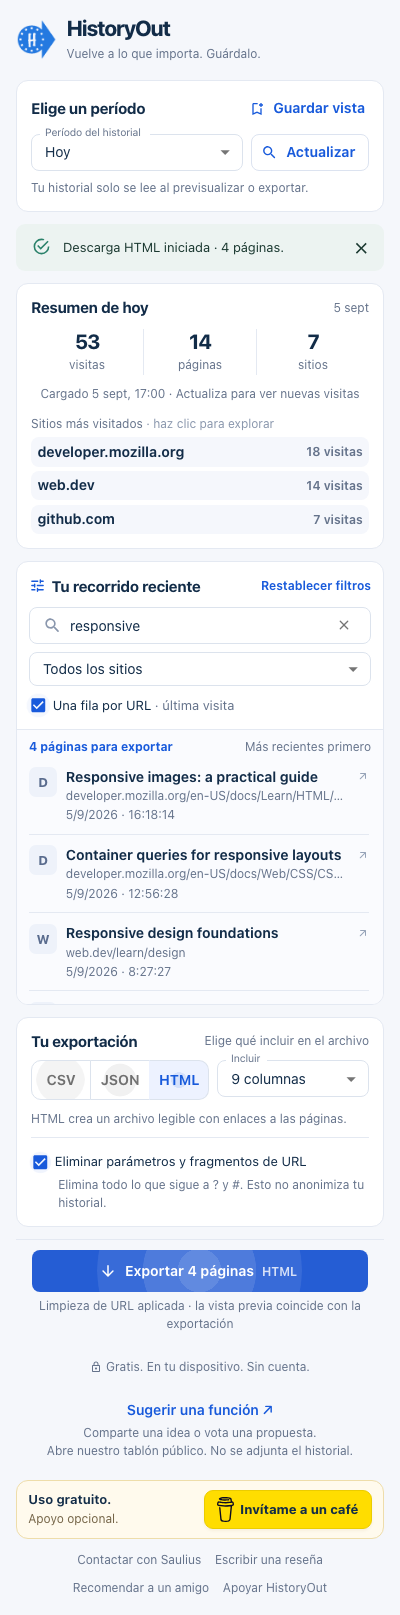 HistoryOut
Vuelve a lo que importa. Guárdalo.
Elige un período
Guardar vista
Período del historial
Hoy
Actualizar
Tu historial solo se lee al previsualizar o exportar.
Descarga HTML iniciada · 4 páginas.
Resumen de hoy
5 sept
53
visitas
14
páginas
7
sitios
Cargado 5 sept, 17:00 · Actualiza para ver nuevas visitas
Sitios más visitados · haz clic para explorar
developer.mozilla.org
18 visitas
web.dev
14 visitas
github.com
7 visitas
Tu recorrido reciente
Restablecer filtros
responsive
Todos los sitios
Una fila por URL · última visita
4 páginas para exportar
Más recientes primero
D
Responsive images: a practical guide
developer.mozilla.org/en-US/docs/Learn/HTML/...
5/9/2026 · 16:18:14
D
Container queries for responsive layouts
developer.mozilla.org/en-US/docs/Web/CSS/CS...
5/9/2026 · 12:56:28
W
Responsive design foundations
web.dev/learn/design
5/9/2026 · 8:27:27
Tu exportación
Elige qué incluir en el archivo
CSV
JSON
HTML
Incluir
9 columnas
HTML crea un archivo legible con enlaces a las páginas.
Eliminar parámetros y fragmentos de URL
Elimina todo lo que sigue a ? y #. Esto no anonimiza tu
historial.
Exportar 4 páginas HTML
Limpieza de URL aplicada · la vista previa coincide con la
exportación
Gratis. En tu dispositivo. Sin cuenta.
Sugerir una función ↗
Comparte una idea o vota una propuesta.
Abre nuestro tablón público. No se adjunta el historial.
Uso gratuito.
Apoyo opcional.
Invítame a un café
Contactar con Saulius
Escribir una reseña
Recomendar a un amigo
Apoyar HistoryOut